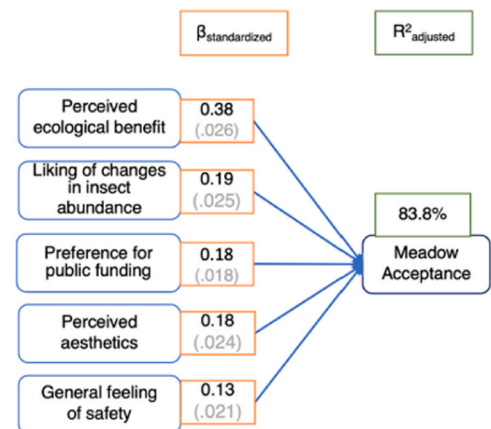 βstandardized
R²adjusted
Perceived
ecological benefit
0.38
(.026)
Liking of changes
in insect
abundance
0.19
(.025)
83.8%
Preference for
public funding
0.18
(.018)
Meadow
Acceptance
Perceived
aesthetics
0.18
(.024)
General feeling
of safety
0.13
(.021)